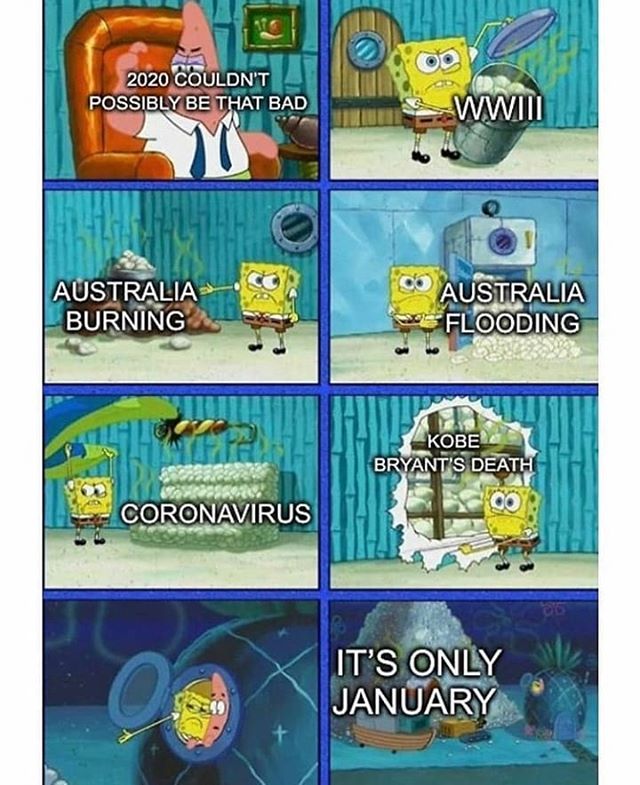 2020 COULDN'T
POSSIBLY BE THAT BAD
WWIII
AUSTRALIA
BURNING
AUSTRALIA
FLOODING
CORONAVIRUS
KOBE
BRYANT'S DEATH
IT'S ONLY
JANUARY